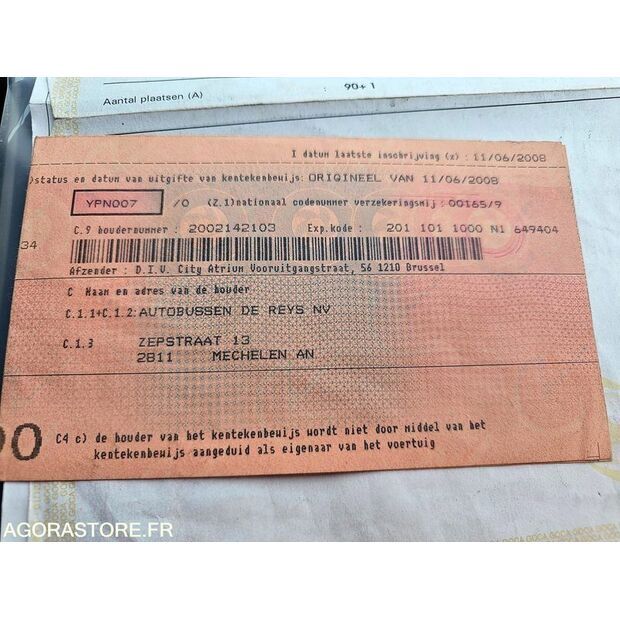 Aantal plaatsen (A) 90+ 1
I datum laatste inschrijving (z) : 11/06/2008
)status en datum van uitgifte van kentekenbewijs: ORIGINEEL VAN 11/06/2008
YPN007 /0 (Z.1)nationaal codenummer verzekeringsmij: 00165/9
C.9 houdernummer : 2002142103 Exp.kode : 201 101 1000 N1 649404
34
Afzender : D.I.V. City Atrium Vooruitgangstraat, 56 1210 Brussel
C Naam en adres van de houder
C.1.1+C.1.2: AUTOBUSSEN DE REYS NV
C.1.3 ZEPSTRAAT 13
2811 MECHELEN AN
C4 c) de houder van het kentekenbewijs wordt niet door middel van het
kentekenbewijs aangeduid als eigenaar van het voertuig
AGORASTORE.FR